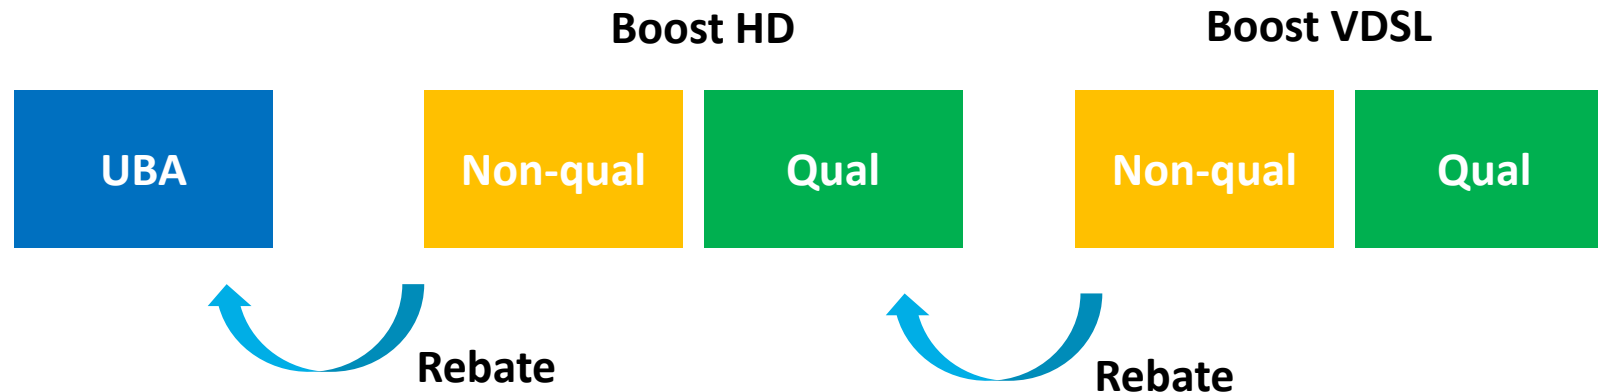 Boost HD
Boost VDSL
UBA
Non-qual
Qual
Non-qual
Qual
Rebate
Rebate